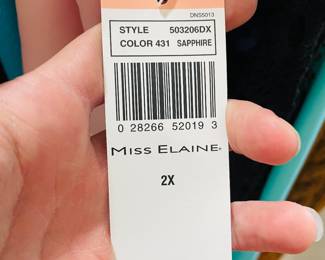 DNS5013
STYLE 503206DX
COLOR 431 SAPPHIRE
0 28266 52019 3
MISS ELAINE®
2X